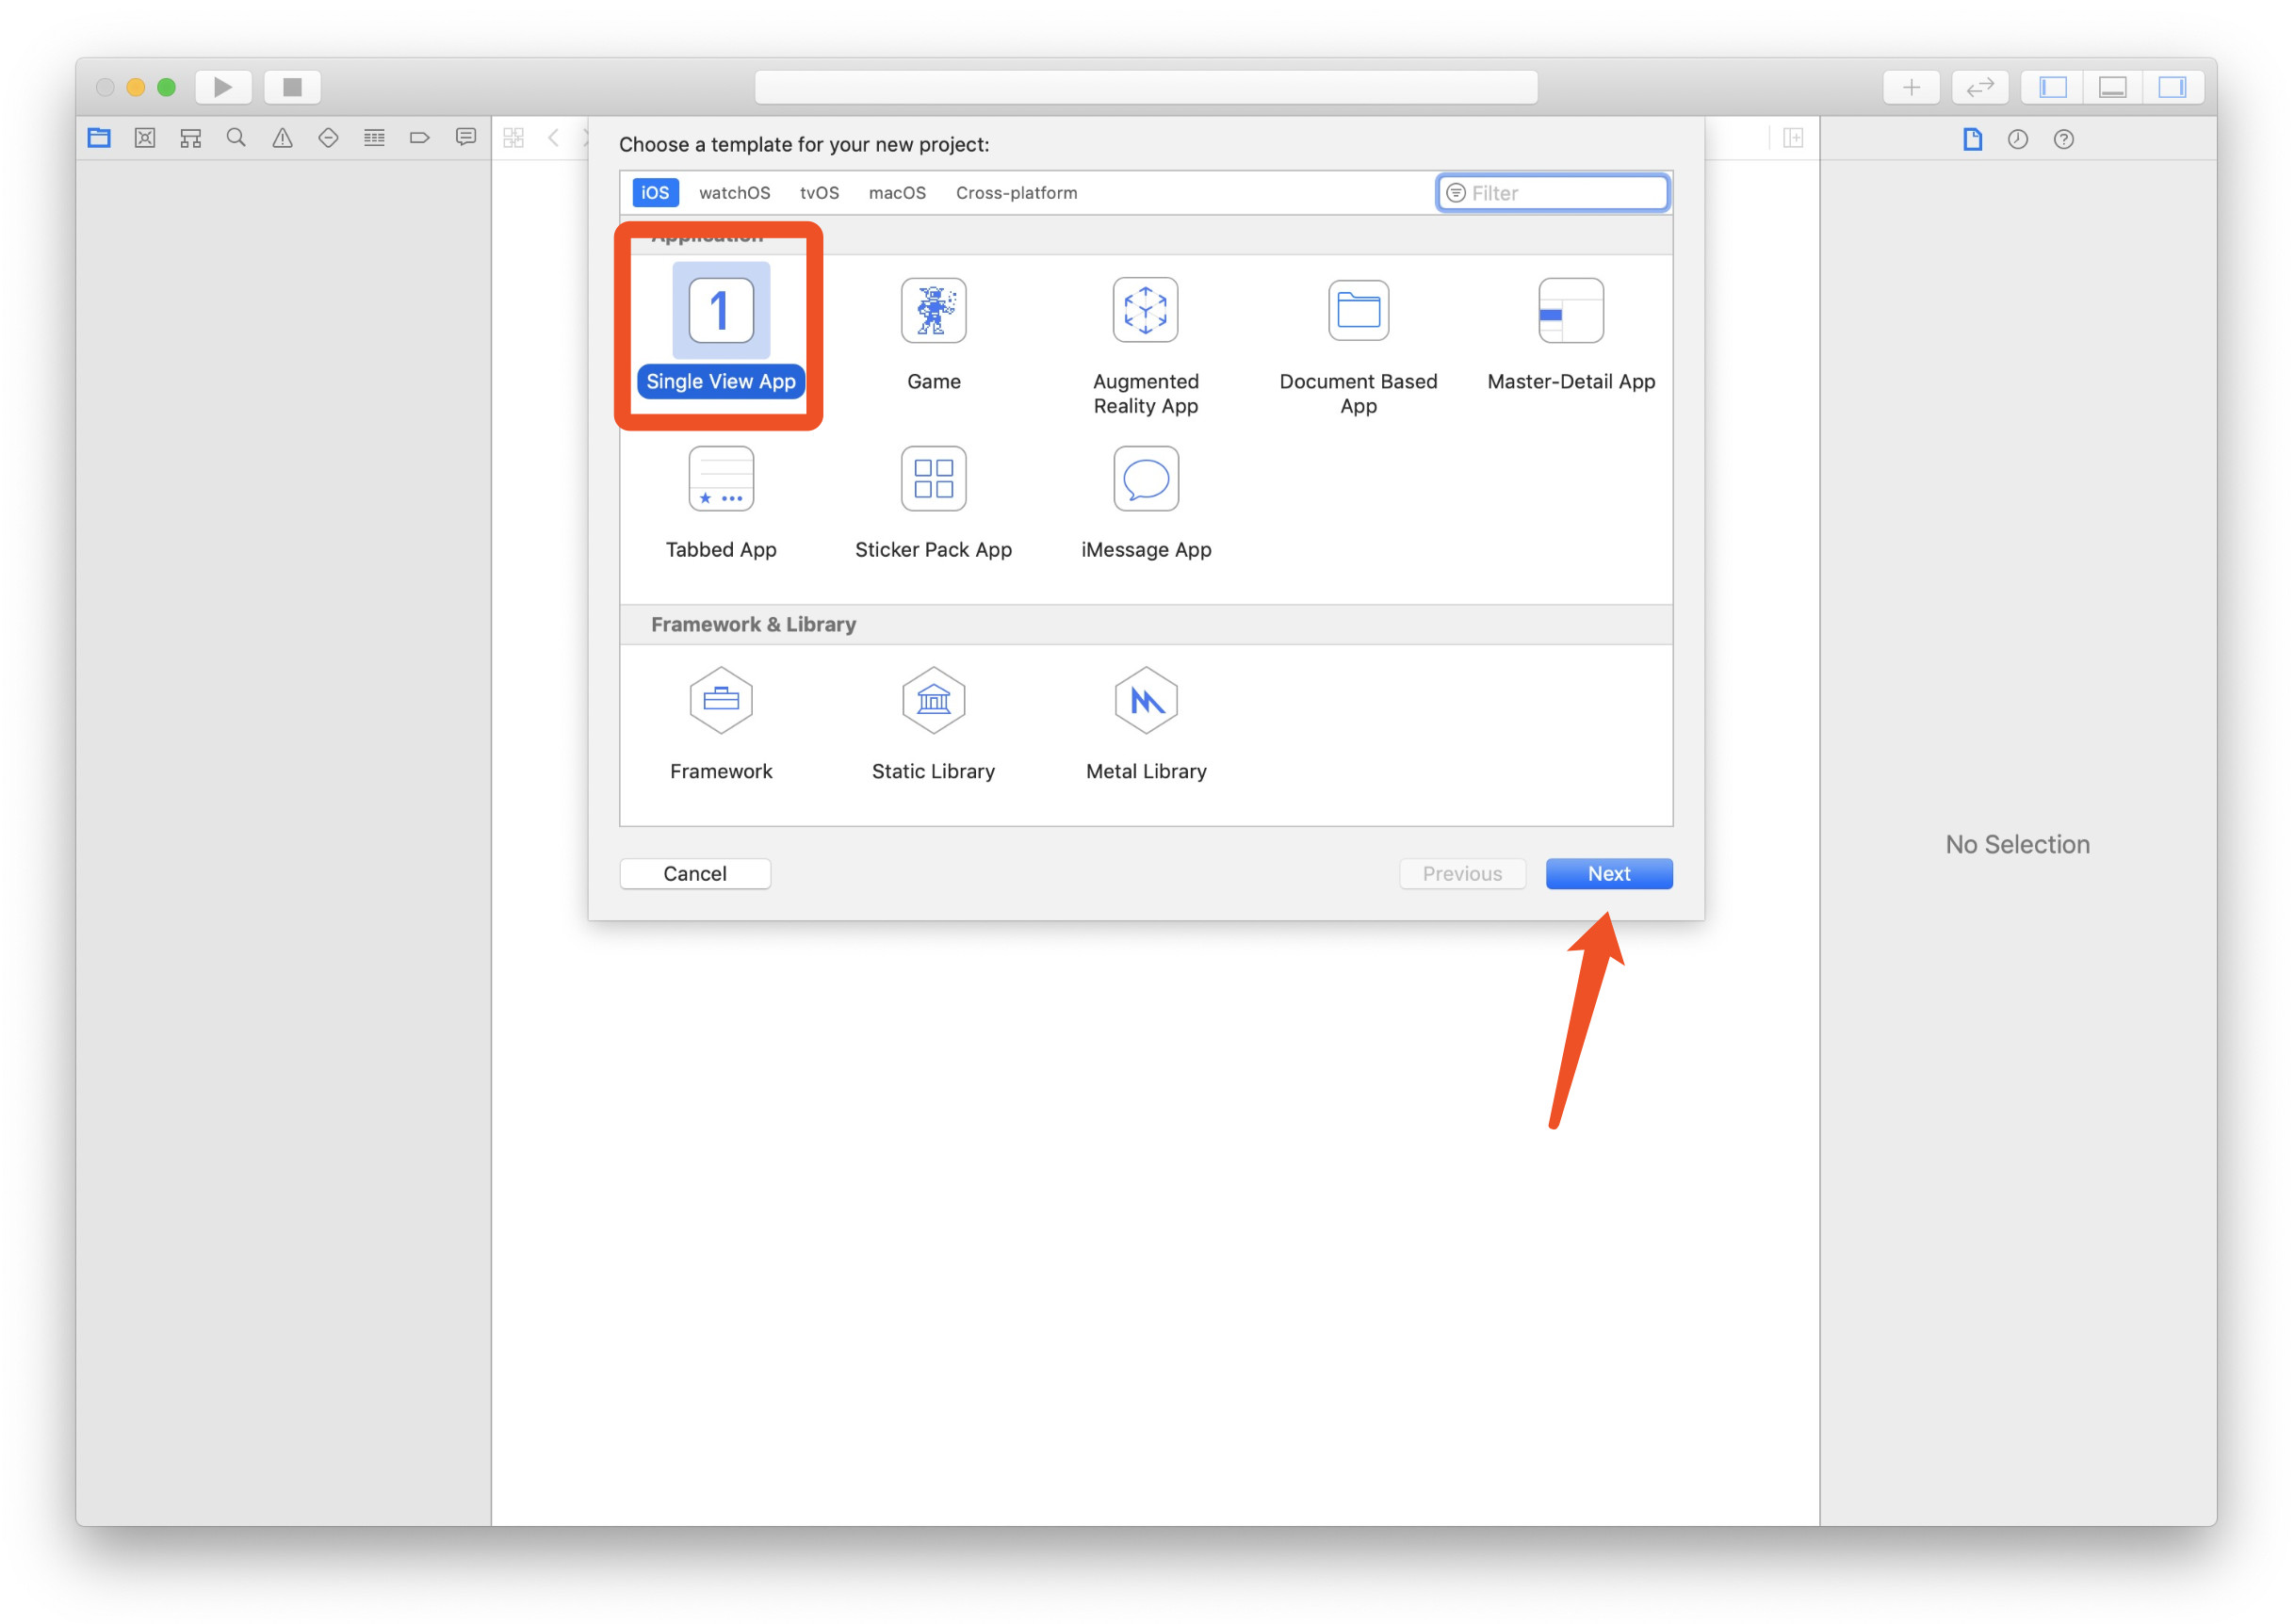 Choose a template for your new project:
iOS watchOS tvOS macOS Cross-platform Filter
Application
1
Single View App Game Augmented Reality App Document Based App Master-Detail App
Tabbed App Sticker Pack App iMessage App
Framework & Library
Framework Static Library Metal Library
No Selection
Cancel Previous Next